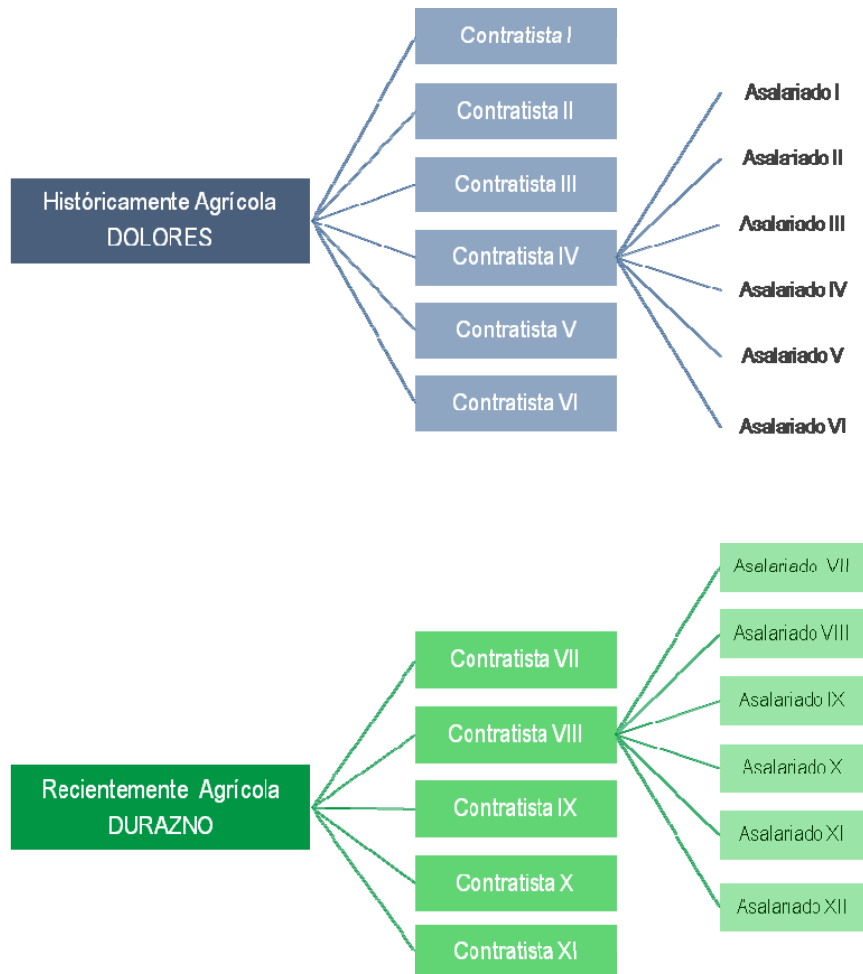 Históricamente Agrícola
DOLORES
Contratista I
Contratista II
Contratista III
Contratista IV
Contratista V
Contratista VI
Asalariado I
Asalariado II
Asalariado III
Asalariado IV
Asalariado V
Asalariado VI
Recientemente Agrícola
DURAZNO
Contratista VII
Contratista VIII
Contratista IX
Contratista X
Contratista XI
Asalariado VII
Asalariado VIII
Asalariado IX
Asalariado X
Asalariado XI
Asalariado XII